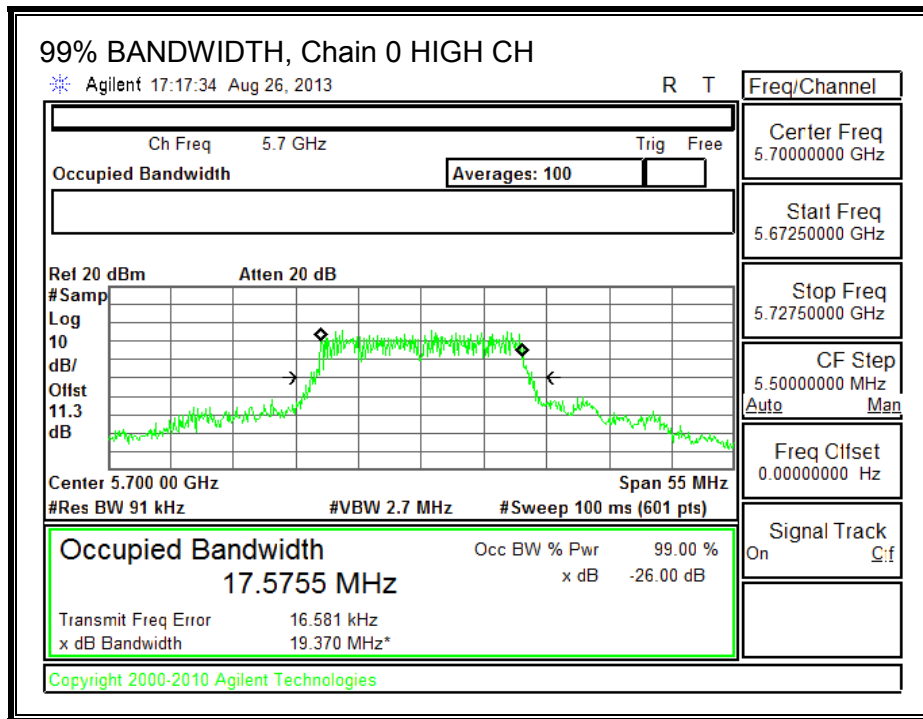 99% BANDWIDTH, Chain 0 HIGH CH
Agilent 17:17:34 Aug 26, 2013 R T
Freq/Channel
Ch Freq 5.7 GHz Trig Free
Occupied Bandwidth Averages: 100
Center Freq
5.70000000 GHz
Start Freq
5.67250000 GHz
Stop Freq
5.72750000 GHz
CF Step
5.50000000 MHz
Auto Man
Freq Offset
0.00000000 Hz
Signal Track
On Off
Ref 20 dBm Atten 20 dB
#Samp
Log
10
dB/
Offst
11.3
dB
Center 5.700 00 GHz Span 55 MHz
#Res BW 91 kHz #VBW 2.7 MHz #Sweep 100 ms (601 pts)
Occupied Bandwidth Occ BW % Pwr 99.00 %
17.5755 MHz x dB -26.00 dB
Transmit Freq Error 16.581 kHz
x dB Bandwidth 19.370 MHz*
Copyright 2000-2010 Agilent Technologies